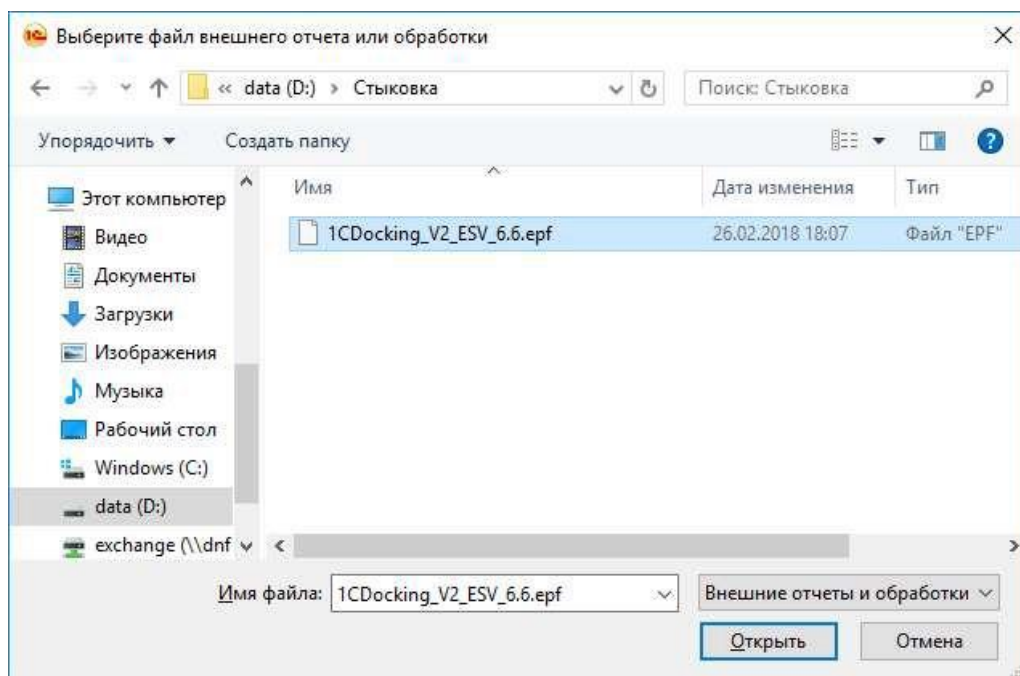 1С Выберите файл внешнего отчета или обработки
« data (D:) › Стыковка
Поиск: Стыковка
Упорядочить
Создать папку
Имя
Дата изменения
Тип
Этот компьютер
Видео
Документы
Загрузки
Изображения
Музыка
Рабочий стол
Windows (C:)
data (D:)
exchange (\\dnf
1CDocking_V2_ESV_6.6.epf
26.02.2018 18:07
Файл "EPF"
Имя файла:
1CDocking_V2_ESV_6.6.epf
Внешние отчеты и обработки
Открыть
Отмена